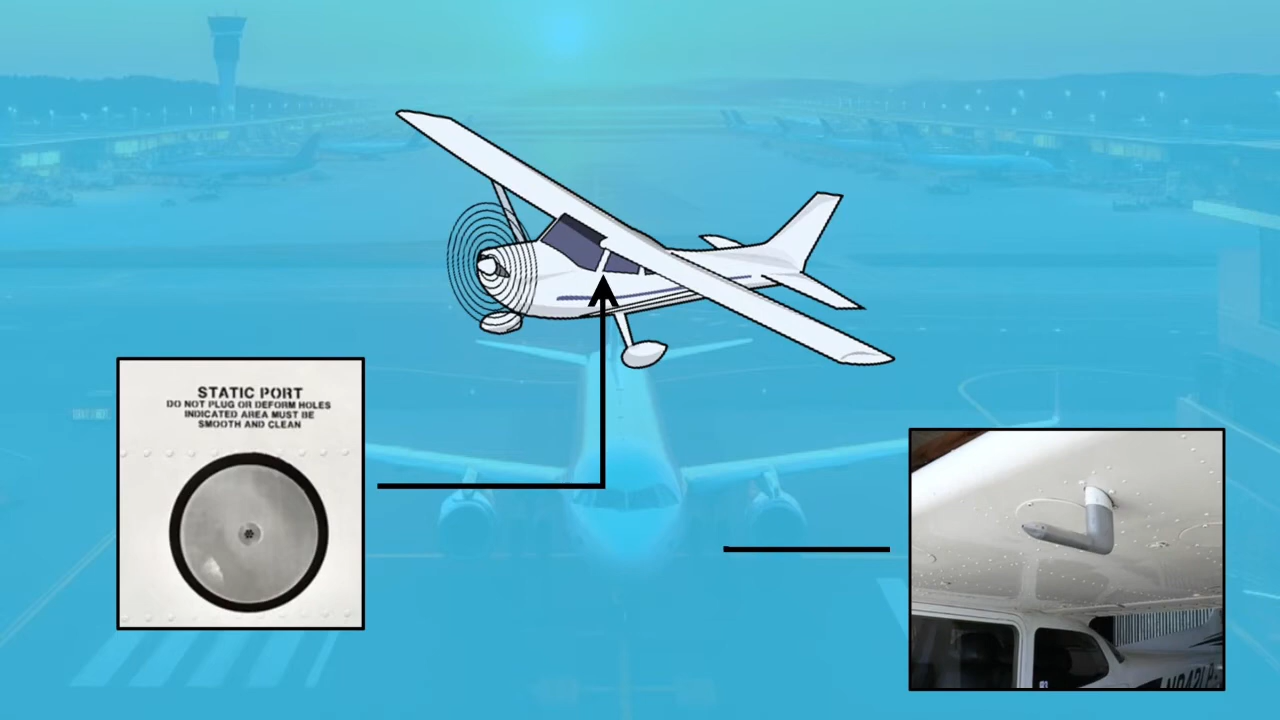 STATIC PORT
DO NOT PLUG OR DEFORM HOLES
INDICATED AREA MUST BE
SMOOTH AND CLEAN